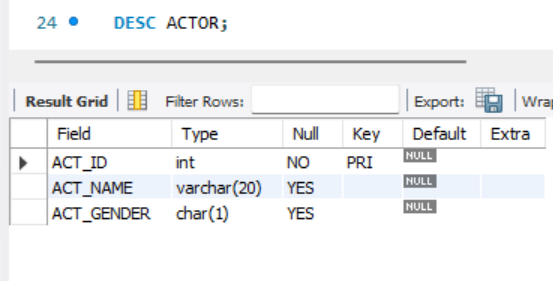 24 DESC ACTOR;
Result Grid Filter Rows: Export:
Field Type Null Key Default Extra
ACT_ID int NO PRI NULL
ACT_NAME varchar(20) YES NULL
ACT_GENDER char(1) YES NULL